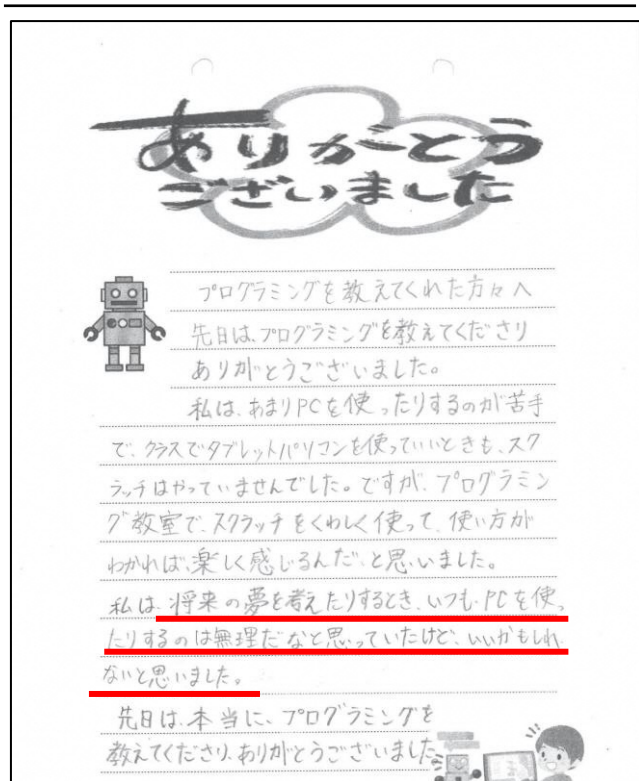 ありがとう
ございました
プログラミングを教えてくれた方々へ
先日は、プログラミングを教えてくださり
ありがとうございました。
私は、あまりPCを使ったりするのが苦手
で、クラスでタブレットパソコンを使っていいときも、スク
ラッチはやっていませんでした。ですが、プログラミン
グ教室で、スクラッチをくわしく使って、使い方が
わかれば、楽しく感じるんだ、と思いました。
私は、将来の夢を考えたりするとき、いつも、PCを使っ
たりするのは無理だなと思っていたけど、いいかもしれ
ないと思いました。
先日は、本当に、プログラミングを
教えてくださり、ありがとうございました。